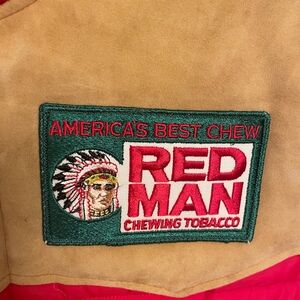 AMERICA'S BEST CHEW
RED
MAN
CHEWING TOBACCO